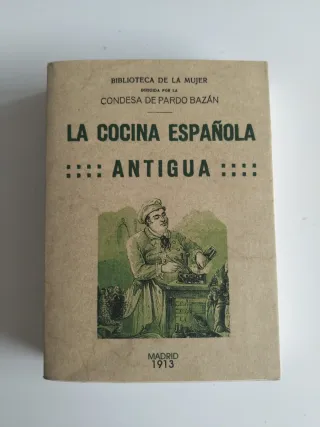 BIBLIOTECA DE LA MUJER
DIRIGIDA POR LA
CONDESA DE PARDO BAZÁN
LA COCINA ESPAÑOLA
:::: ANTIGUA ::::
MADRID
1913